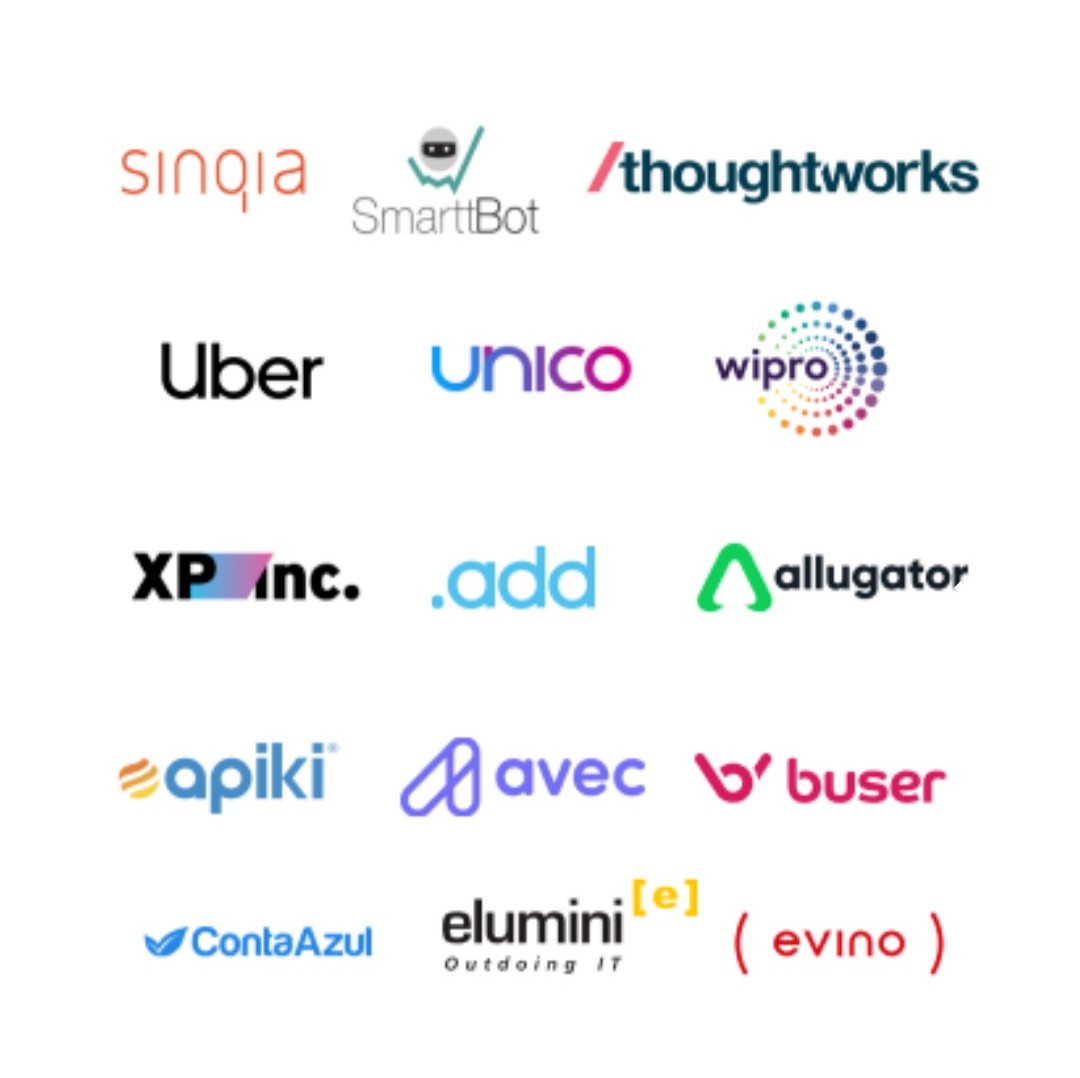 sinqia
SmarttBot
/thoughtworks
Uber
unico
wipro
XP inc.
.add
allugator
apiki®
avec
buser
ContaAzul
elumini [e]
Outdoing IT
( evino )